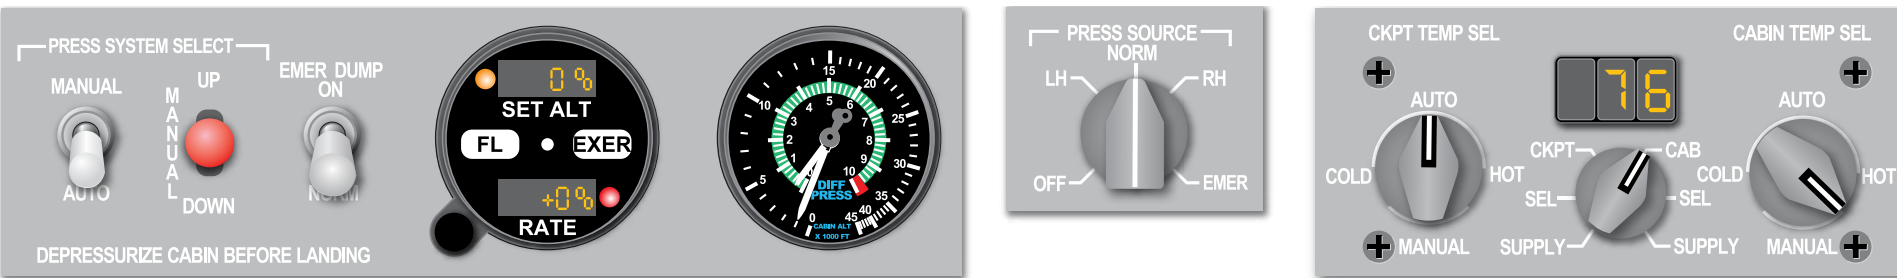 PRESS SYSTEM SELECT
MANUAL
UP
MANUAL
AUTO
DOWN
EMER DUMP
ON
NORM
DEPRESSURIZE CABIN BEFORE LANDING
0%
SET ALT
FL
EXER
+0%
RATE
0
1
2
3
4
5
6
7
8
9
10
DIFF
PRESS
0
5
10
15
20
25
30
35
40
45
CABIN ALT
X 1000 FT
PRESS SOURCE
NORM
LH
RH
OFF
EMER
CKPT TEMP SEL
CABIN TEMP SEL
76
AUTO
COLD
HOT
MANUAL
CKPT
CAB
SEL
SEL
SUPPLY
SUPPLY
AUTO
COLD
HOT
MANUAL